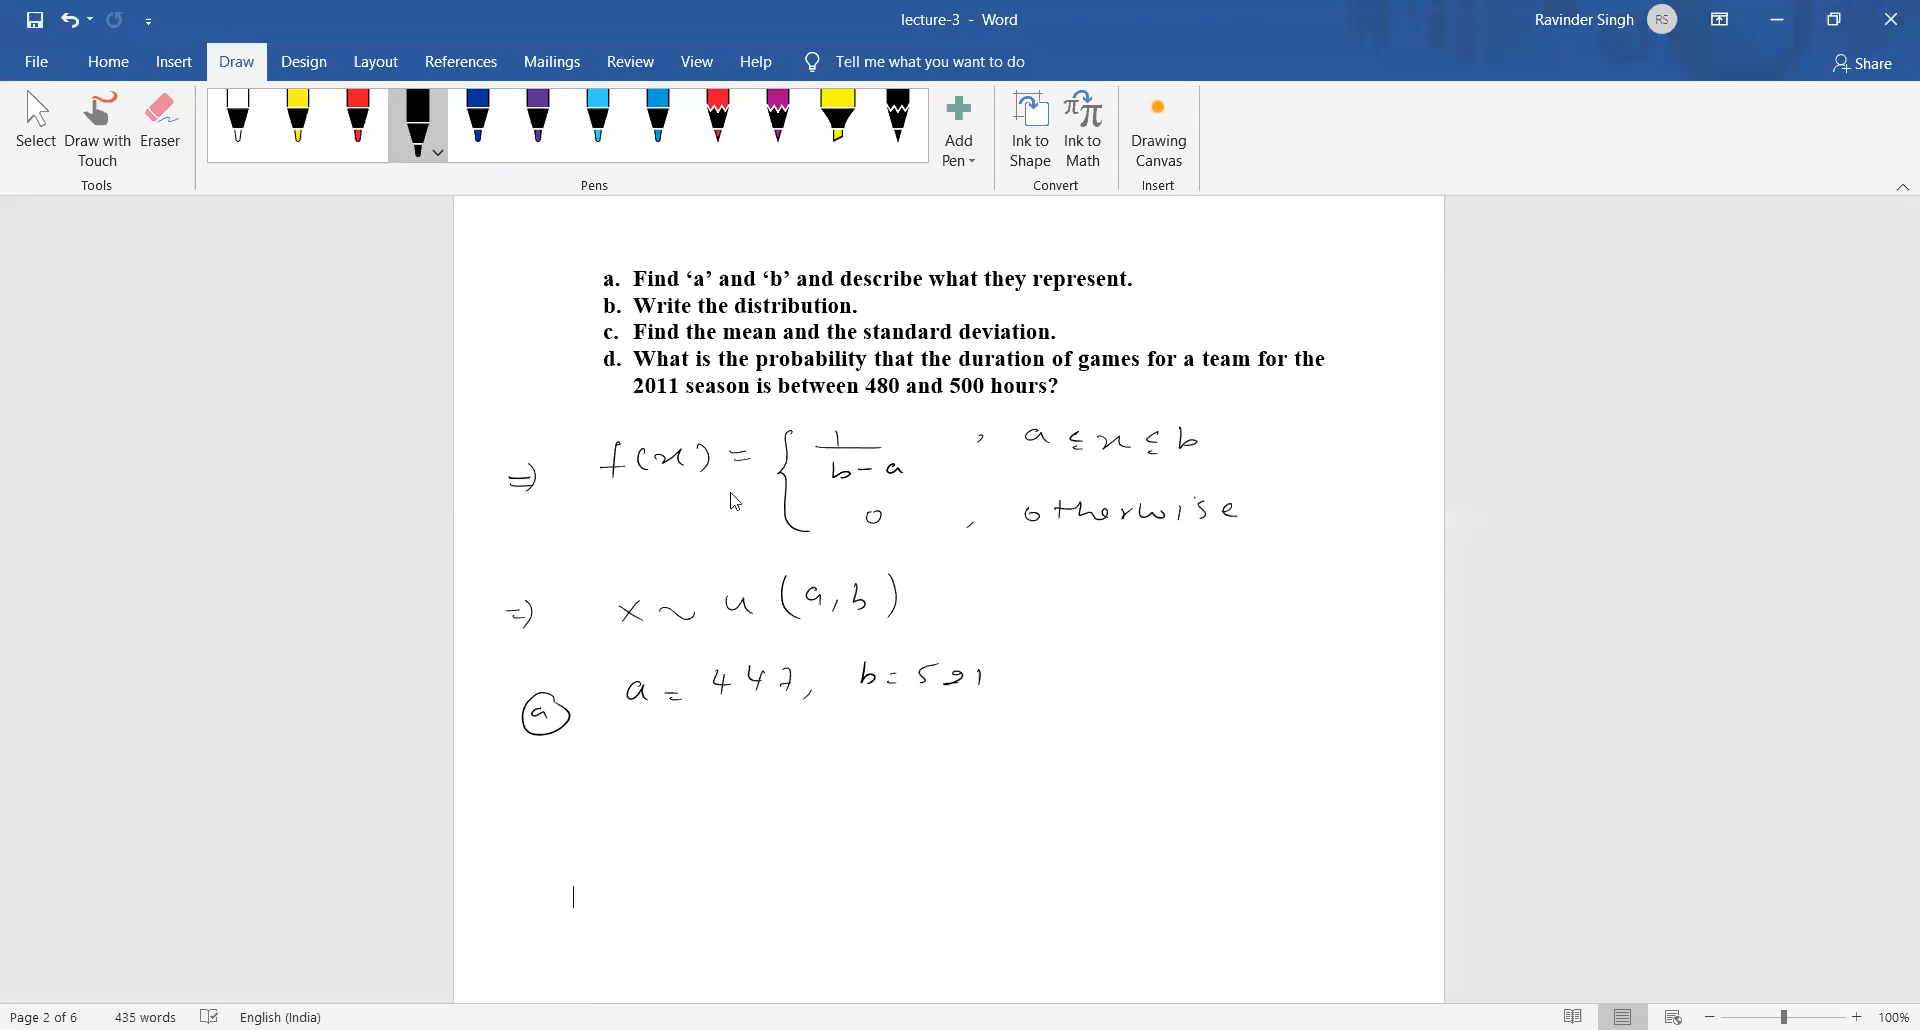 lecture-3 - Word
Ravinder Singh RS
File Home Insert Draw Design Layout References Mailings Review View Help Tell me what you want to do Share
Select Draw with Touch Eraser
Add Pen
Ink to Shape Ink to Math
Drawing Canvas
Tools Pens Convert Insert
a. Find ‘a’ and ‘b’ and describe what they represent.
b. Write the distribution.
c. Find the mean and the standard deviation.
d. What is the probability that the duration of games for a team for the
2011 season is between 480 and 500 hours?
⇒ f(x) = { 1/(b-a) , a ≤ x ≤ b
0 , otherwise
⇒ X ~ U (a, b)
(a) a = 447, b = 521
Page 2 of 6 435 words English (India) 100%